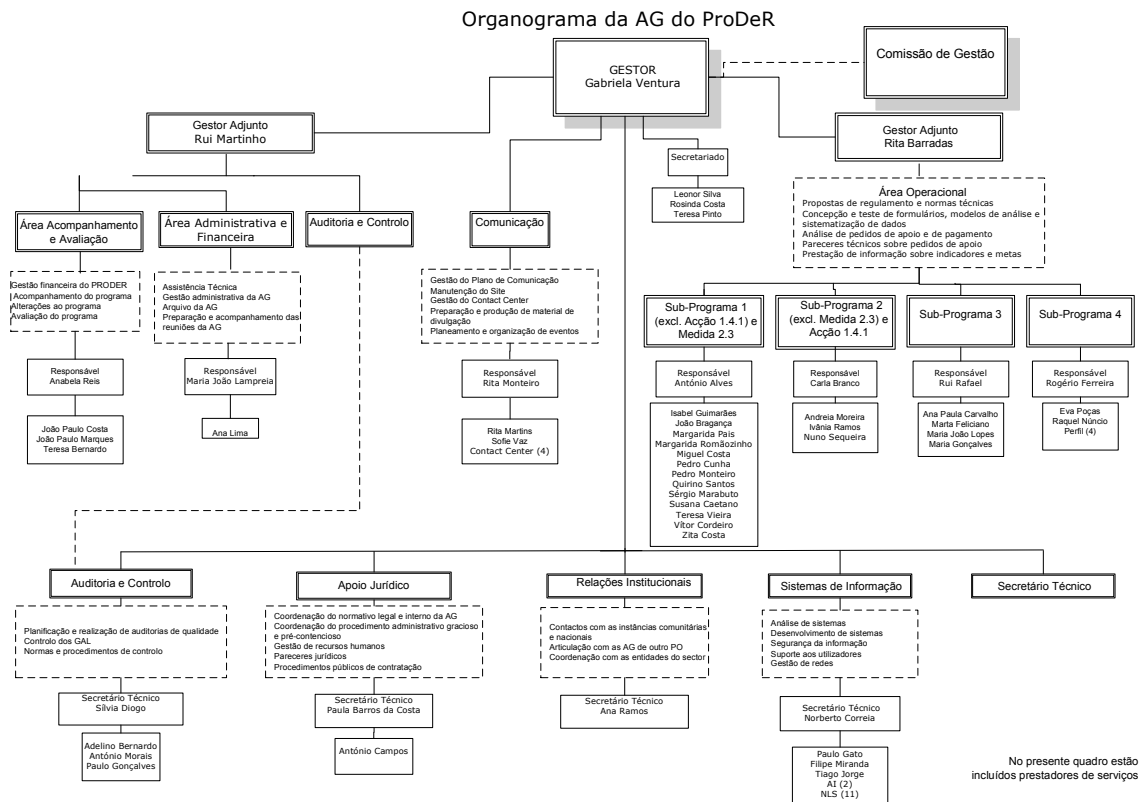 Organograma da AG do ProDeR
GESTOR
Gabriela Ventura
Comissão de Gestão
Gestor Adjunto
Rui Martinho
Gestor Adjunto
Rita Barradas
Secretariado
Leonor Silva
Rosinda Costa
Teresa Pinto
Área Operacional
Propostas de regulamento e normas técnicas
Concepção e teste de formulários, modelos de análise e
sistematização de dados
Análise de pedidos de apoio e de pagamento
Pareceres técnicos sobre pedidos de apoio
Prestação de informação sobre indicadores e metas
Área Acompanhamento
e Avaliação
Gestão financeira do PRODER
Acompanhamento do programa
Alterações ao programa
Avaliação do programa
Responsável
Anabela Reis
João Paulo Costa
João Paulo Marques
Teresa Bernardo
Área Administrativa e
Financeira
Assistência Técnica
Gestão administrativa da AG
Arquivo da AG
Preparação e acompanhamento das
reuniões da AG
Responsável
Maria João Lampreia
Ana Lima
Auditoria e Controlo
Comunicação
Gestão do Plano de Comunicação
Manutenção do Site
Gestão do Contact Center
Preparação e produção de material de
divulgação
Planeamento e organização de eventos
Responsável
Rita Monteiro
Rita Martins
Sofie Vaz
Contact Center (4)
Sub-Programa 1
(excl. Acção 1.4.1) e
Medida 2.3
Responsável
António Alves
Isabel Guimarães
João Bragança
Margarida Pais
Margarida Romãozinho
Miguel Costa
Pedro Cunha
Pedro Monteiro
Quirino Santos
Sérgio Marabuto
Susana Caetano
Teresa Vieira
Vítor Cordeiro
Zita Costa
Sub-Programa 2
(excl. Medida 2.3) e
Acção 1.4.1
Responsável
Carla Branco
Andreia Moreira
Ivânia Ramos
Nuno Sequeira
Sub-Programa 3
Responsável
Rui Rafael
Ana Paula Carvalho
Marta Feliciano
Maria João Lopes
Maria Gonçalves
Sub-Programa 4
Responsável
Rogério Ferreira
Eva Poças
Raquel Núncio
Perfil (4)
Auditoria e Controlo
Planificação e realização de auditorias de qualidade
Controlo dos GAL
Normas e procedimentos de controlo
Secretário Técnico
Sílvia Diogo
Adelino Bernardo
António Morais
Paulo Gonçalves
Apoio Jurídico
Coordenação do normativo legal e interno da AG
Coordenação do procedimento administrativo gracioso
e pré-contencioso
Gestão de recursos humanos
Pareceres jurídicos
Procedimentos públicos de contratação
Secretário Técnico
Paula Barros da Costa
António Campos
Relações Institucionais
Contactos com as instâncias comunitárias
e nacionais
Articulação com as AG de outro PO
Coordenação com as entidades do sector
Secretário Técnico
Ana Ramos
Sistemas de Informação
Análise de sistemas
Desenvolvimento de sistemas
Segurança da informação
Suporte aos utilizadores
Gestão de redes
Secretário Técnico
Norberto Correia
Paulo Gato
Filipe Miranda
Tiago Jorge
AI (2)
NLS (11)
Secretário Técnico
No presente quadro estão
incluídos prestadores de serviços